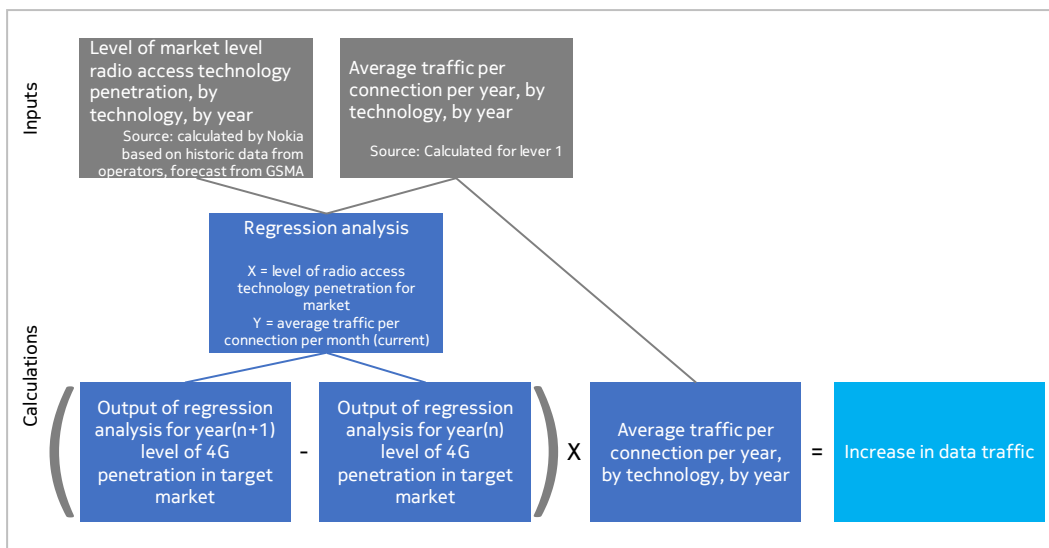 Inputs
Level of market level
radio access technology
penetration, by
technology, by year
Source: calculated by Nokia
based on historic data from
operators, forecast from GSMA
Average traffic per
connection per year, by
technology, by year
Source: Calculated for lever 1
Calculations
Regression analysis
X = level of radio access
technology penetration for
market
Y = average traffic per
connection per month (current)
(
Output of regression
analysis for year(n+1)
level of 4G
penetration in target
market
-
Output of regression
analysis for year(n)
level of 4G
penetration in target
market
)
X
Average traffic per
connection per year,
by technology, by year
=
Increase in data traffic